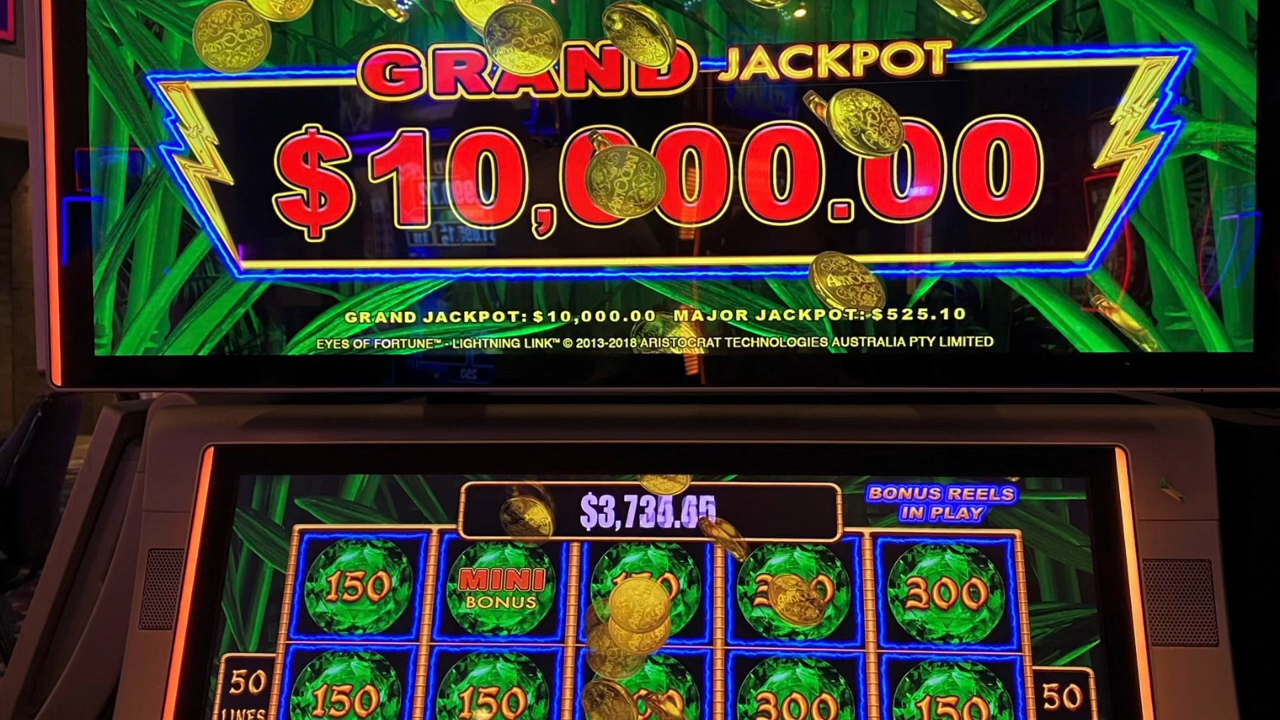 GRAND JACKPOT
$10,000.00
GRAND JACKPOT: $10,000.00 MAJOR JACKPOT: $525.10
EYES OF FORTUNE™ - LIGHTNING LINK™ © 2013-2018 ARISTOCRAT TECHNOLOGIES AUSTRALIA PTY LIMITED
$3,734.
BONUS REELS
IN PLAY
150 MINI 300
BONUS
50 150 150 300 150 50
LINES